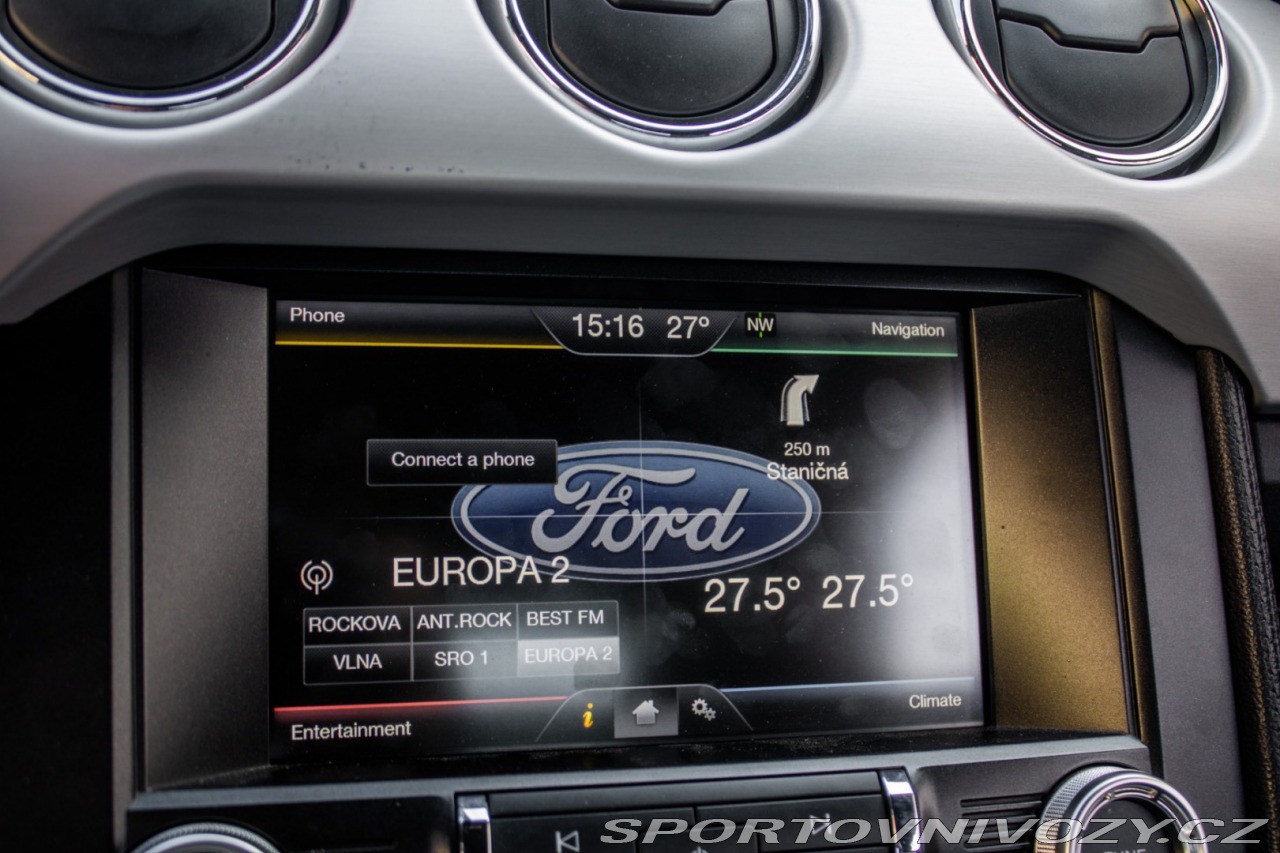 Phone
15:16 27° NW
Navigation
250 m
Staničná
Connect a phone
Ford
EUROPA 2
27.5° 27.5°
ROCKOVA ANT.ROCK BEST FM
VLNA SRO 1 EUROPA 2
Entertainment
i
Climate
TUNE
SPORTOVNIVOZY.CZ